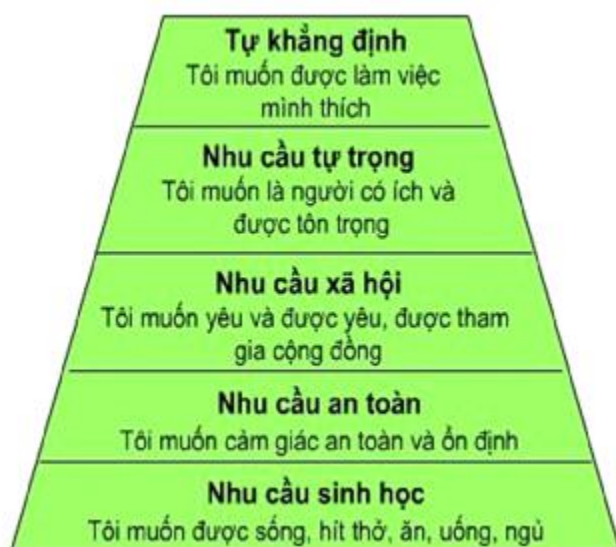 Tự khẳng định
Tôi muốn được làm việc
mình thích
Nhu cầu tự trọng
Tôi muốn là người có ích và
được tôn trọng
Nhu cầu xã hội
Tôi muốn yêu và được yêu, được tham
gia cộng đồng
Nhu cầu an toàn
Tôi muốn cảm giác an toàn và ổn định
Nhu cầu sinh học
Tôi muốn được sống, hít thở, ăn, uống, ngủ